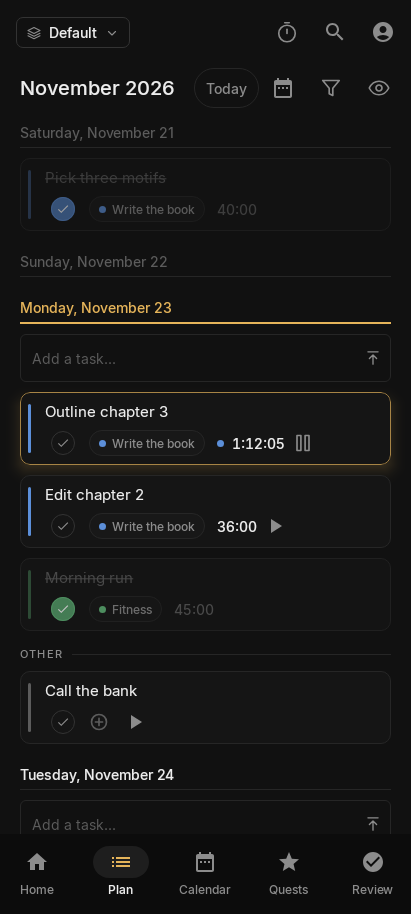 Default
November 2026
Today
Saturday, November 21
Pick three motifs
Write the book 40:00
Sunday, November 22
Monday, November 23
Add a task...
Outline chapter 3
Write the book 1:12:05
Edit chapter 2
Write the book 36:00
Morning run
Fitness 45:00
OTHER
Call the bank
Tuesday, November 24
Add a task...
Home Plan Calendar Quests Review